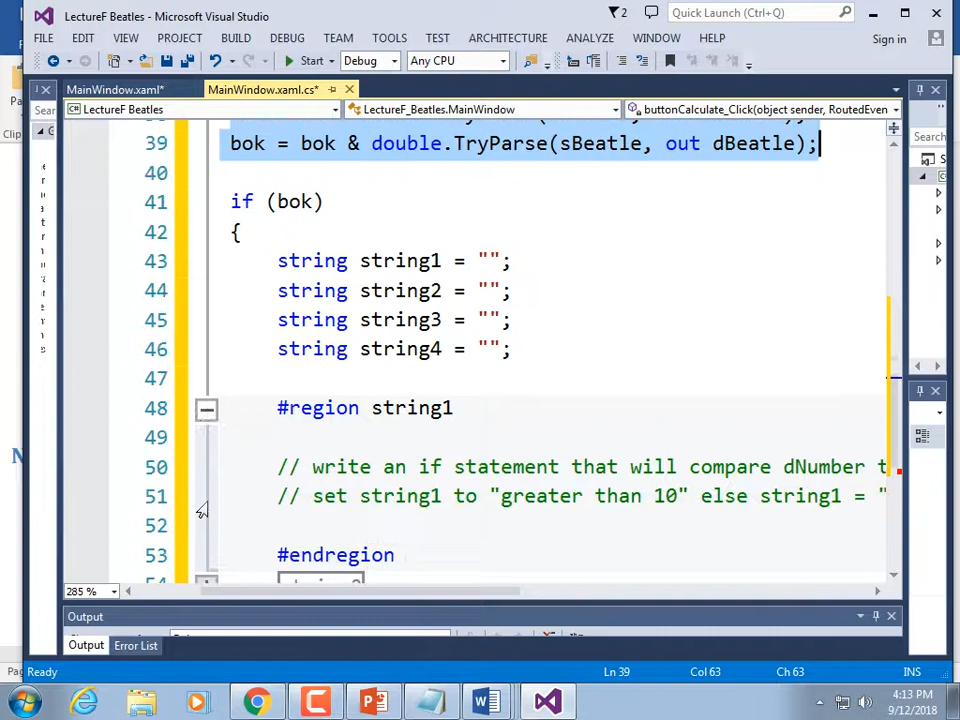 LectureF Beatles - Microsoft Visual Studio
2
Quick Launch (Ctrl+Q)
FILE EDIT VIEW PROJECT BUILD DEBUG TEAM TOOLS TEST ARCHITECTURE ANALYZE WINDOW HELP
Sign in
Start Debug Any CPU
MainWindow.xaml* MainWindow.xaml.cs*
LectureF Beatles LectureF_Beatles.MainWindow buttonCalculate_Click(object sender, RoutedEven
Sear
Search
39 bok = bok & double.TryParse(sBeatle, out dBeatle);
40
41 if (bok)
42 {
43 string string1 = "";
44 string string2 = "";
45 string string3 = "";
46 string string4 = "";
47
48 #region string1
49
50 // write an if statement that will compare dNumber t
51 // set string1 to "greater than 10" else string1 = "
52
53 #endregion
285 %
Output
Output Error List
Ready Ln 39 Col 63 Ch 63 INS
4:13 PM
9/12/2018